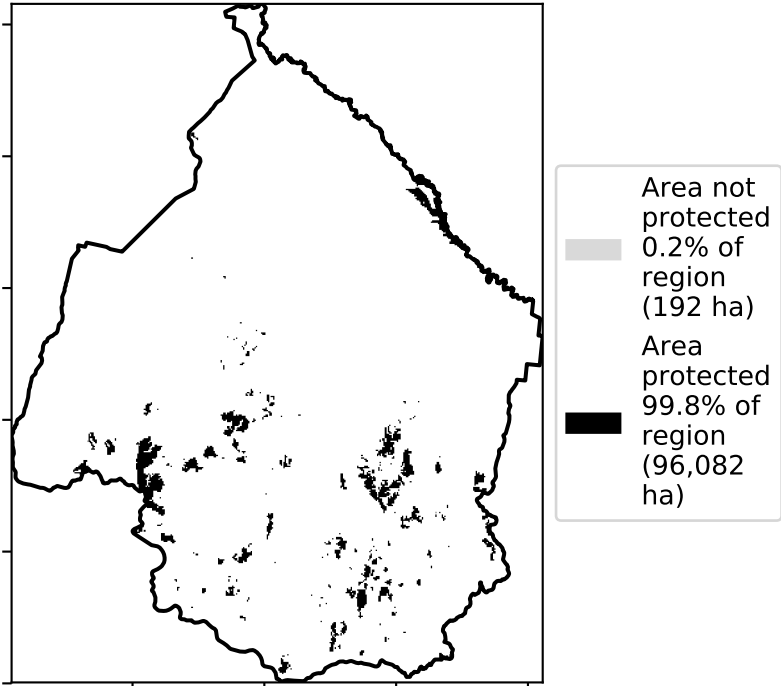 Area not
protected
0.2% of
region
(192 ha)
Area
protected
99.8% of
region
(96,082
ha)